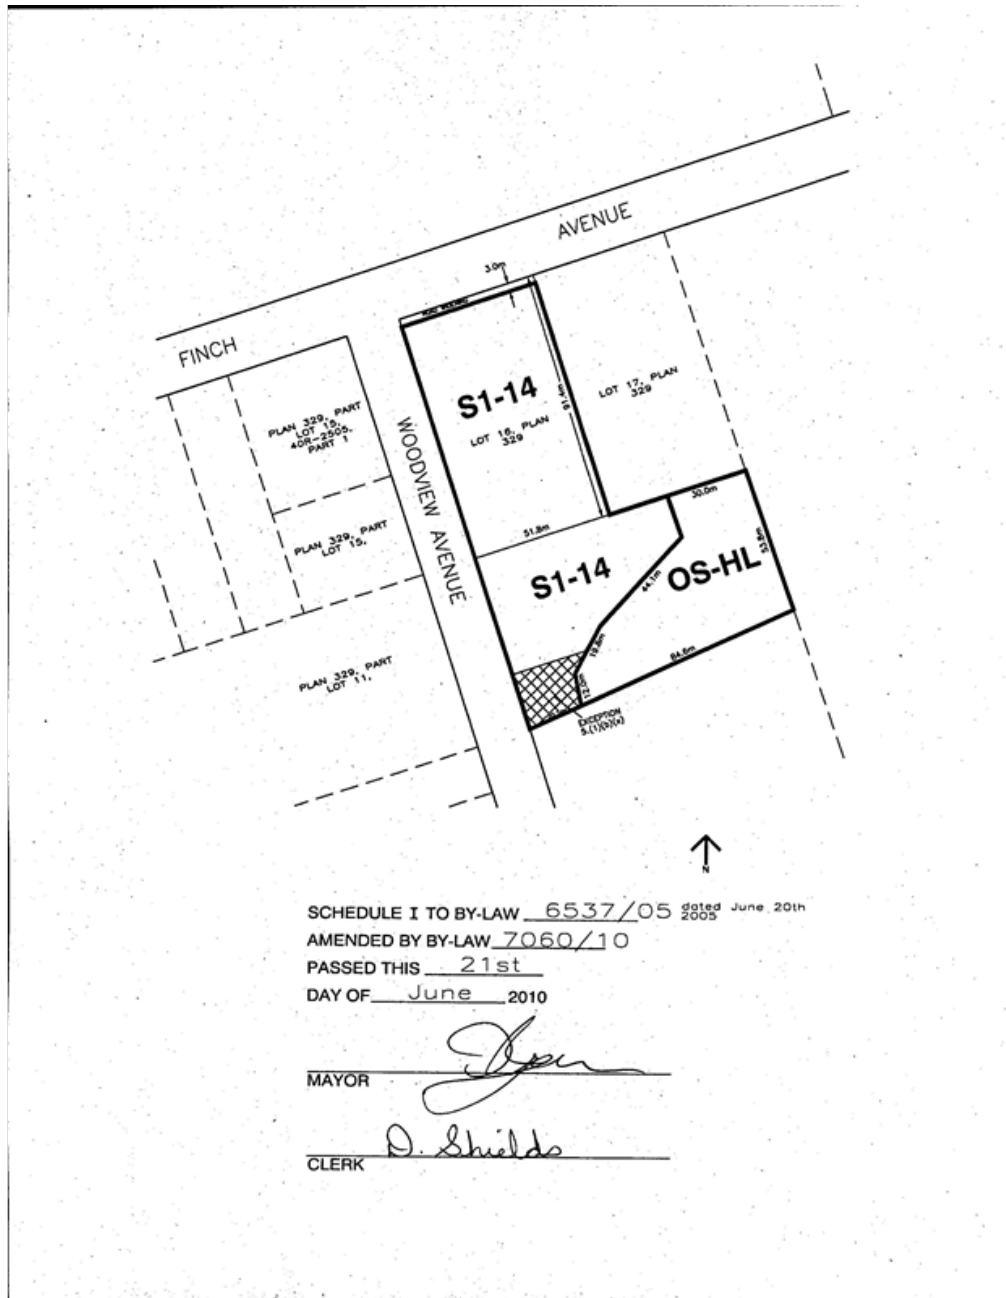 AVENUE
3.0m
FINCH
S1-14
LOT 16, PLAN
329
91.4m
LOT 17, PLAN
329
PLAN 329, PART
LOT 15,
40R-2505,
PART 1
WOODVIEW AVENUE
PLAN 329, PART
LOT 15,
51.8m
30.0m
53.8m
S1-14
OS-HL
44.1m
19.8m
84.6m
12.0m
PLAN 329, PART
LOT 11,
EXCEPTION
N
SCHEDULE I TO BY-LAW 6537/05 dated June 20th
2005
AMENDED BY BY-LAW 7060/10
PASSED THIS 21st
DAY OF June 2010
MAYOR
D. Shields
CLERK